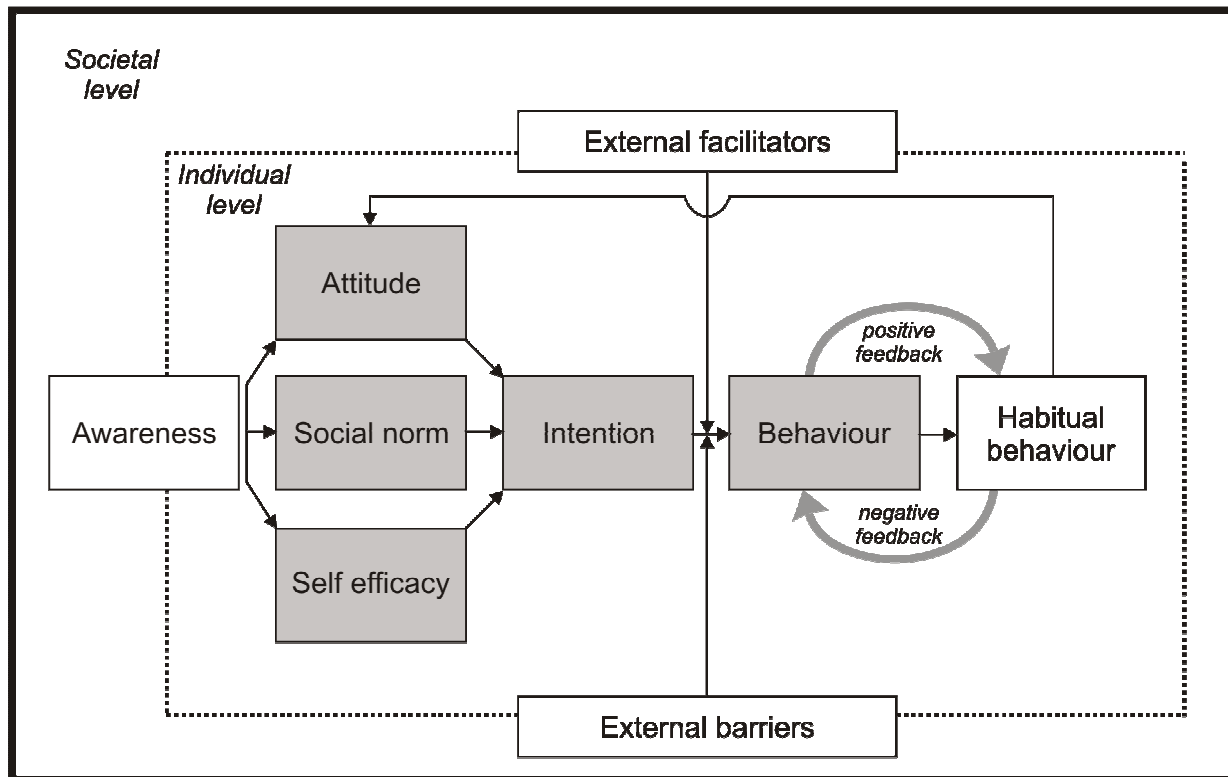 Societal
level
External facilitators
Individual
level
Attitude
positive
feedback
Awareness
Social norm
Intention
Behaviour
Habitual
behaviour
negative
feedback
Self efficacy
External barriers